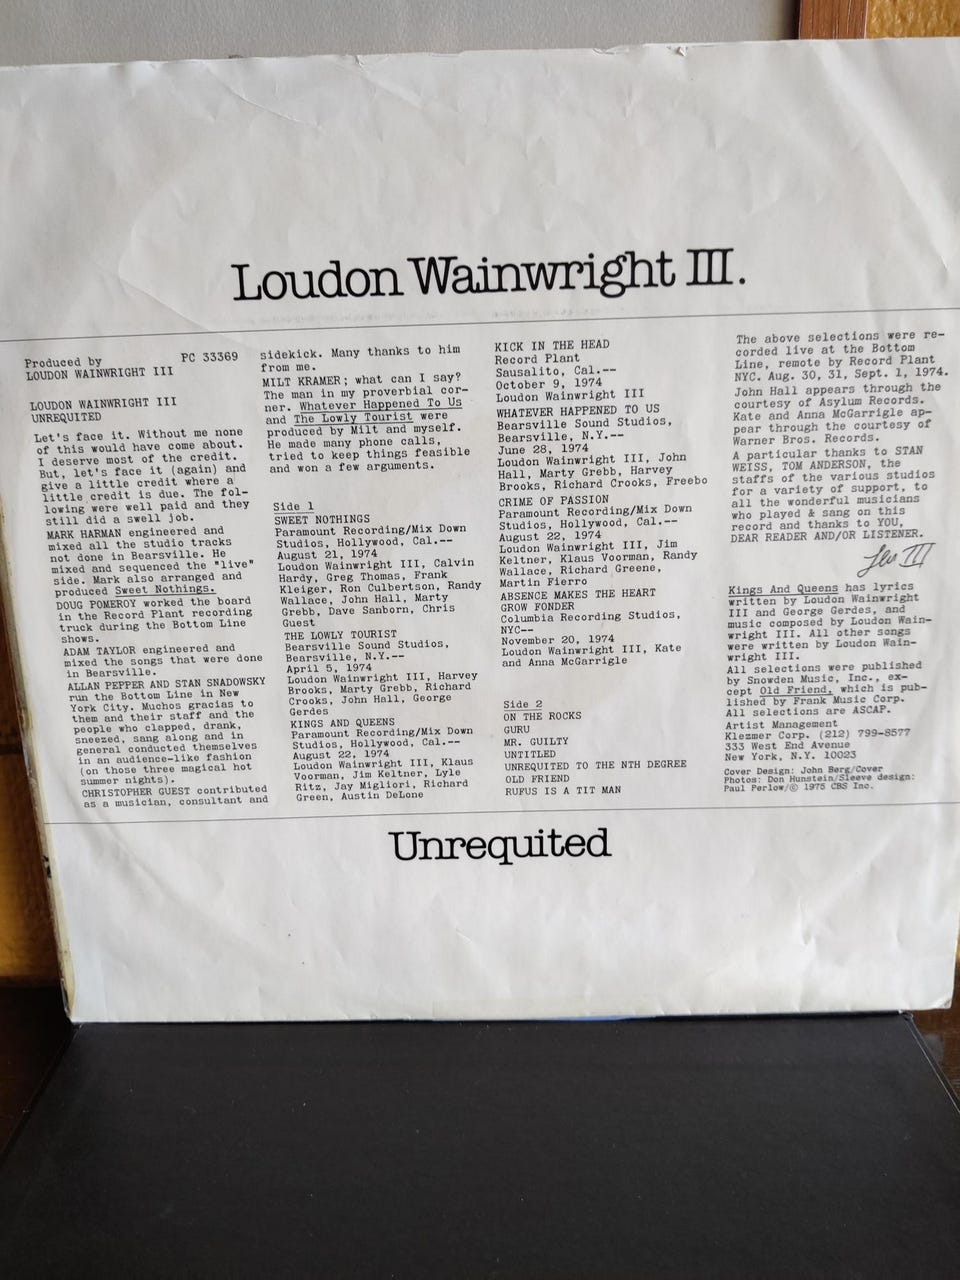 Loudon Wainwright III.
Produced by PC 33369
LOUDON WAINWRIGHT III
LOUDON WAINWRIGHT III
UNREQUITED
Let's face it. Without me none
of this would have come about.
I deserve most of the credit.
But, let's face it (again) and
give a little credit where a
little credit is due. The fol-
lowing were well paid and they
still did a swell job.
MARK HARMAN engineered and
mixed all the studio tracks
not done in Bearsville. He
mixed and sequenced the "live"
side. Mark also arranged and
produced Sweet Nothings.
DOUG POMEROY worked the board
in the Record Plant recording
truck during the Bottom Line
shows.
ADAM TAYLOR engineered and
mixed the songs that were done
in Bearsville.
ALLAN PEPPER AND STAN SNADOWSKY
run the Bottom Line in New
York City. Muchos gracias to
them and their staff and the
people who clapped, drank,
sneezed, sang along and in
general conducted themselves
in an audience-like fashion
(on those three magical hot
summer nights).
CHRISTOPHER GUEST contributed
as a musician, consultant and
sidekick. Many thanks to him
from me.
MILT KRAMER; what can I say?
The man in my proverbial cor-
ner. Whatever Happened To Us
and The Lowly Tourist were
produced by Milt and myself.
He made many phone calls,
tried to keep things feasible
and won a few arguments.
Side 1
SWEET NOTHINGS
Paramount Recording/Mix Down
Studios, Hollywood, Cal.--
August 21, 1974
Loudon Wainwright III, Calvin
Hardy, Greg Thomas, Frank
Kleiger, Ron Culbertson, Randy
Wallace, John Hall, Marty
Grebb, Dave Sanborn, Chris
Guest
THE LOWLY TOURIST
Bearsville Sound Studios,
Bearsville, N.Y.--
April 5, 1974
Loudon Wainwright III, Harvey
Brooks, Marty Grebb, Richard
Crooks, John Hall, George
Gerdes
KINGS AND QUEENS
Paramount Recording/Mix Down
Studios, Hollywood, Cal.--
August 22, 1974
Loudon Wainwright III, Klaus
Voorman, Jim Keltner, Lyle
Ritz, Jay Migliori, Richard
Green, Austin DeLone
KICK IN THE HEAD
Record Plant
Sausalito, Cal.--
October 9, 1974
Loudon Wainwright III
WHATEVER HAPPENED TO US
Bearsville Sound Studios,
Bearsville, N.Y.--
June 28, 1974
Loudon Wainwright III, John
Hall, Marty Grebb, Harvey
Brooks, Richard Crooks, Freebo
CRIME OF PASSION
Paramount Recording/Mix Down
Studios, Hollywood, Cal.--
August 22, 1974
Loudon Wainwright III, Jim
Keltner, Klaus Voorman, Randy
Wallace, Richard Greene,
Martin Fierro
ABSENCE MAKES THE HEART
GROW FONDER
Columbia Recording Studios,
NYC--
November 20, 1974
Loudon Wainwright III, Kate
and Anna McGarrigle
Side 2
ON THE ROCKS
GURU
MR. GUILTY
UNTITLED
UNREQUITED TO THE NTH DEGREE
OLD FRIEND
RUFUS IS A TIT MAN
The above selections were re-
corded live at the Bottom
Line, remote by Record Plant
NYC. Aug. 30, 31, Sept. 1, 1974.
John Hall appears through the
courtesy of Asylum Records.
Kate and Anna McGarrigle ap-
pear through the courtesy of
Warner Bros. Records.
A particular thanks to STAN
WEISS, TOM ANDERSON, the
staffs of the various studios
for a variety of support, to
all the wonderful musicians
who played & sang on this
record and thanks to YOU,
DEAR READER AND/OR LISTENER.
III
Kings And Queens has lyrics
written by Loudon Wainwright
III and George Gerdes, and
music composed by Loudon Wain-
wright III. All other songs
were written by Loudon Wain-
wright III.
All selections were published
by Snowden Music, Inc., ex-
cept Old Friend, which is pub-
lished by Frank Music Corp.
All selections are ASCAP.
Artist Management
Klezmer Corp. (212) 799-8577
333 West End Avenue
New York, N.Y. 10023
Cover Design: John Berg/Cover
Photos: Don Hunstein/Sleeve design:
Paul Perlow/Ⓟ 1975 CBS Inc.
Unrequited